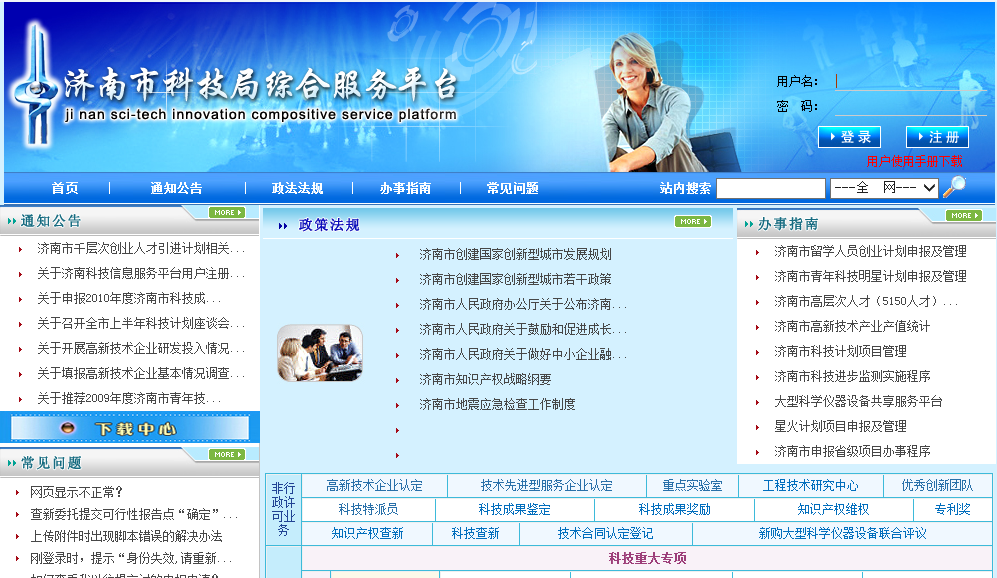 济南市科技局综合服务平台
ji nan sci-tech innovation compositive service platform
用户名：
密 码：
登 录 注 册
用户使用手册下载
首页 通知公告 政法法规 办事指南 常见问题 站内搜索 ---全 网---
通知公告 MORE
济南市千层次创业人才引进计划相关...
关于济南科技信息服务平台用户注册...
关于申报2010年度济南市科技成...
关于召开全市上半年科技计划座谈会...
关于开展高新技术企业研发投入情况...
关于填报高新技术企业基本情况调查...
关于推荐2009年度济南市青年技...
下载中心
常见问题 MORE
网页显示不正常？
查新委托提交可行性报告点“确定”...
上传附件时出现脚本错误的解决办法
刚登录时，提示“身份失效,请重新...
政策法规 MORE
济南市创建国家创新型城市发展规划
济南市创建国家创新型城市若干政策
济南市人民政府办公厅关于公布济南...
济南市人民政府关于鼓励和促进成长...
济南市人民政府关于做好中小企业融...
济南市知识产权战略纲要
济南市地震应急检查工作制度
办事指南 MORE
济南市留学人员创业计划申报及管理
济南市青年科技明星计划申报及管理
济南市高层次人才（5150人才）...
济南市高新技术产业产值统计
济南市科技计划项目管理
济南市科技进步监测实施程序
大型科学仪器设备共享服务平台
星火计划项目申报及管理
济南市申报省级项目办事程序
非行
政许
可业
务
高新技术企业认定 技术先进型服务企业认定 重点实验室 工程技术研究中心 优秀创新团队
科技特派员 科技成果鉴定 科技成果奖励 知识产权维权 专利奖
知识产权查新 科技查新 技术合同认定登记 新购大型科学仪器设备联合评议
科技重大专项